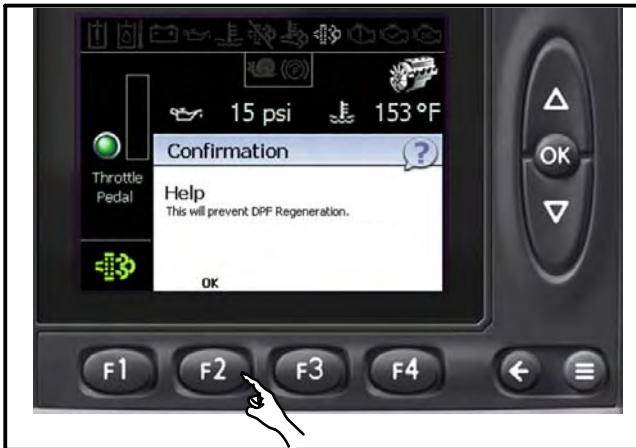 15 psi 153 °F
Throttle
Pedal
Confirmation ?
Help
This will prevent DPF Regeneration.
OK
OK
F1 F2 F3 F4